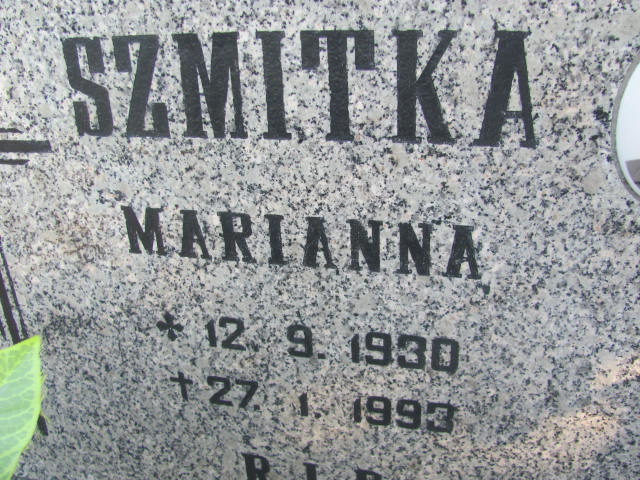 SZMITKA
MARIANNA
* 12. 9. 1930
† 27. 1. 1993
R.I.P.